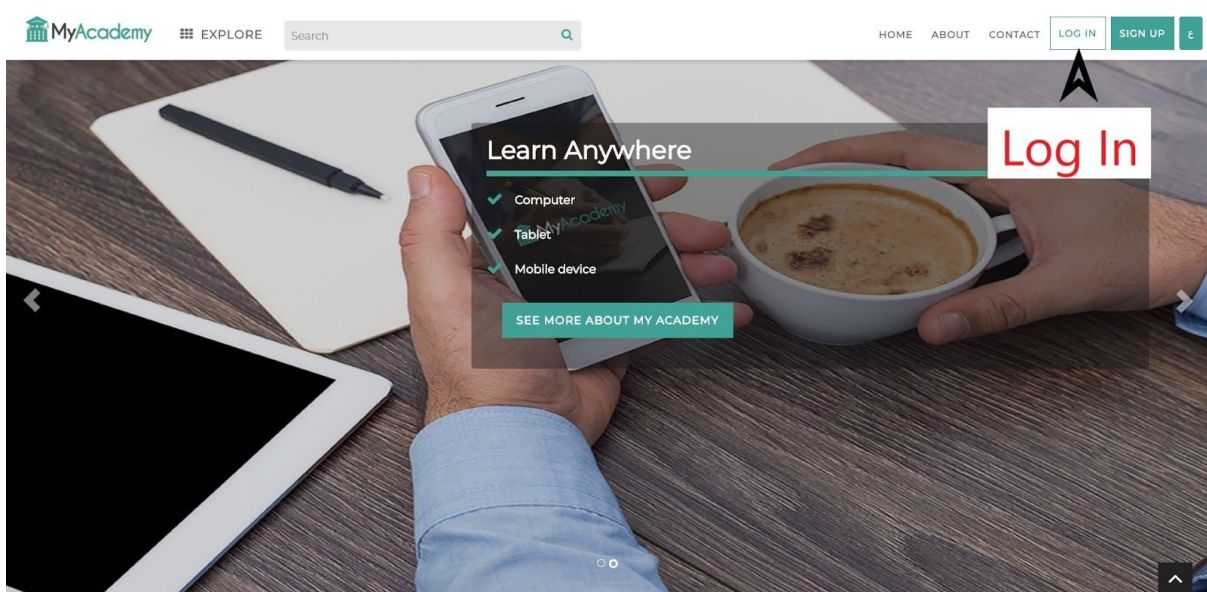 MyAcademy
EXPLORE
Search
HOME
ABOUT
CONTACT
LOG IN
SIGN UP
ع
Log In
Learn Anywhere
Computer
Tablet
MyAcademy
Mobile device
SEE MORE ABOUT MY ACADEMY